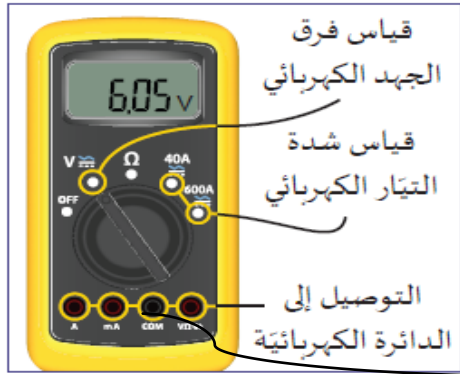 قياس فرق
الجهد الكهربائي
قياس شدة
التيَار الكهربائي
التوصيل إلى
الدائرة الكهربائيَة
6.05 V
V
Ω
40A
600A
OFF
A
mA
COM